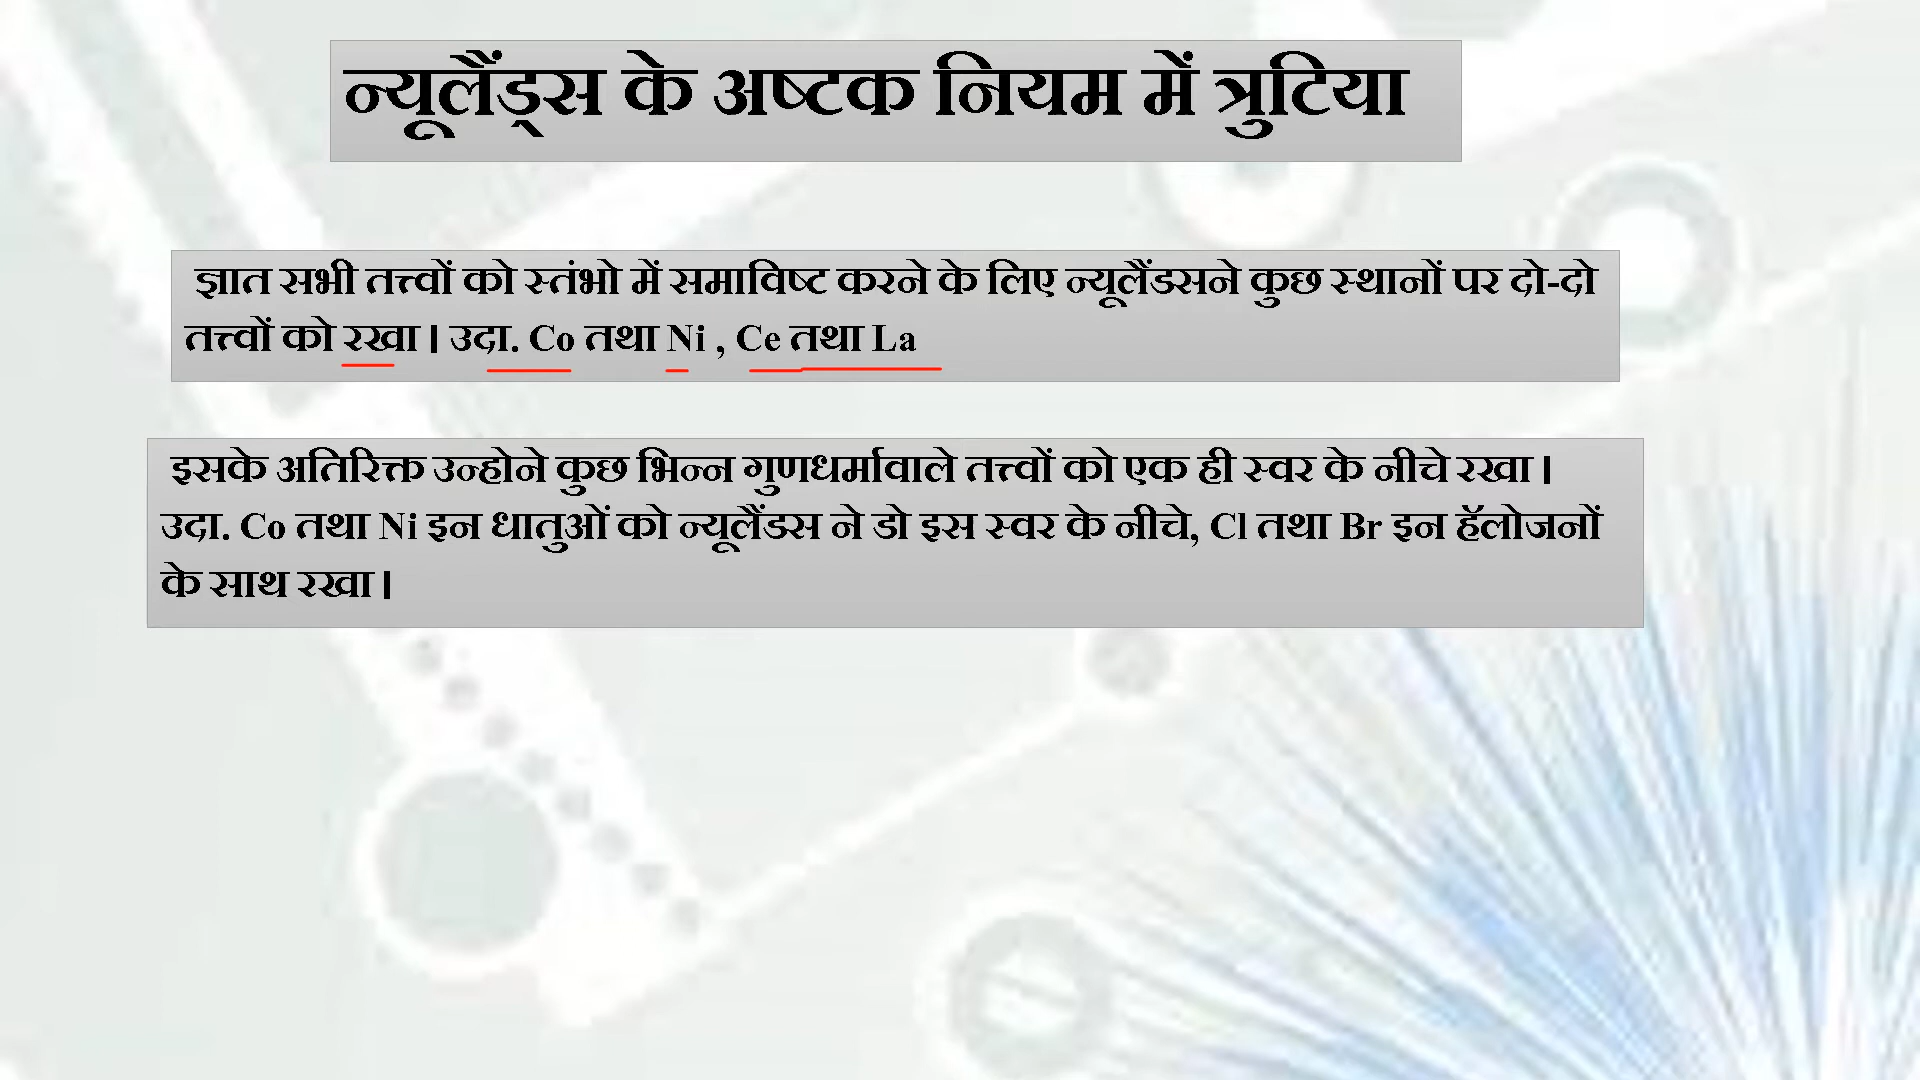 न्यूलैंड्स के अष्टक नियम में त्रुटिया
ज्ञात सभी तत्त्वों को स्तंभो में समाविष्ट करने के लिए न्यूलैंडसने कुछ स्थानों पर दो-दो
तत्त्वों को रखा । उदा. Co तथा Ni , Ce तथा La
इसके अतिरिक्त उन्होने कुछ भिन्न गुणधर्मावाले तत्त्वों को एक ही स्वर के नीचे रखा ।
उदा. Co तथा Ni इन धातुओं को न्यूलैंडस ने डो इस स्वर के नीचे, Cl तथा Br इन हॅलोजनों
के साथ रखा ।